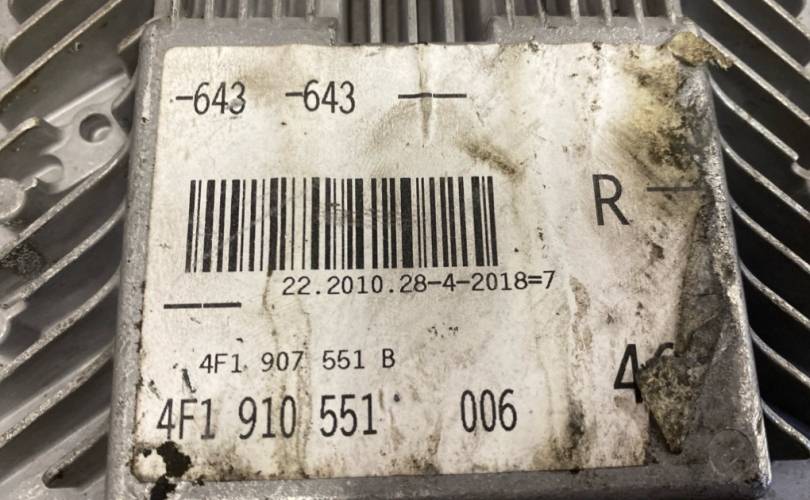 -643 -643 —
R —
22.2010.28-4-2018=7
4F1 907 551 B
4F1 910 551 006